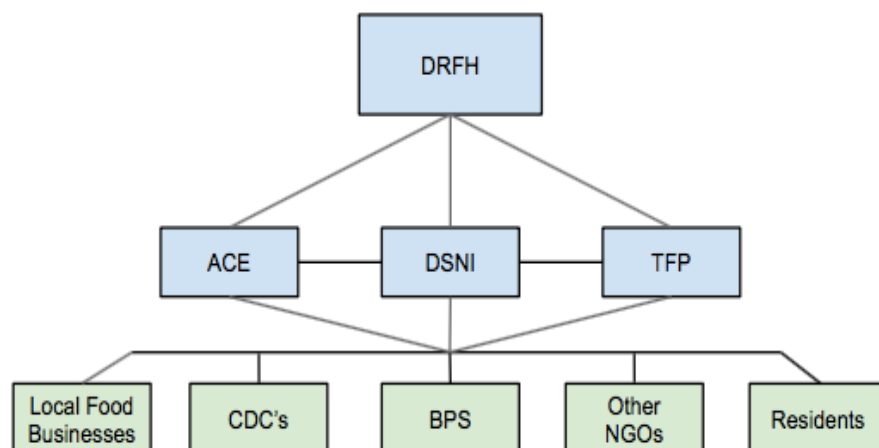 DRFH
ACE
DSNI
TFP
Local Food
Businesses
CDC's
BPS
Other
NGOs
Residents